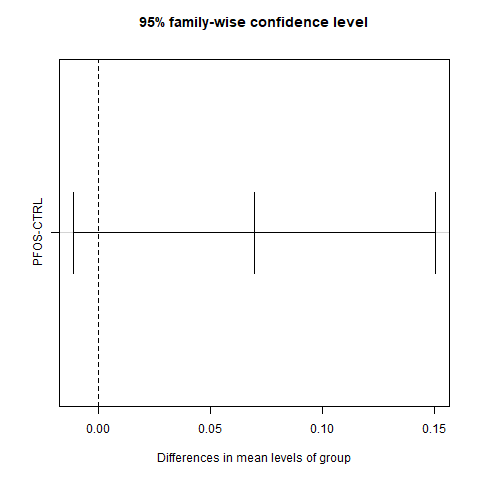 95% family-wise confidence level
PFOS-CTRL
0.00
0.05
0.10
0.15
Differences in mean levels of group